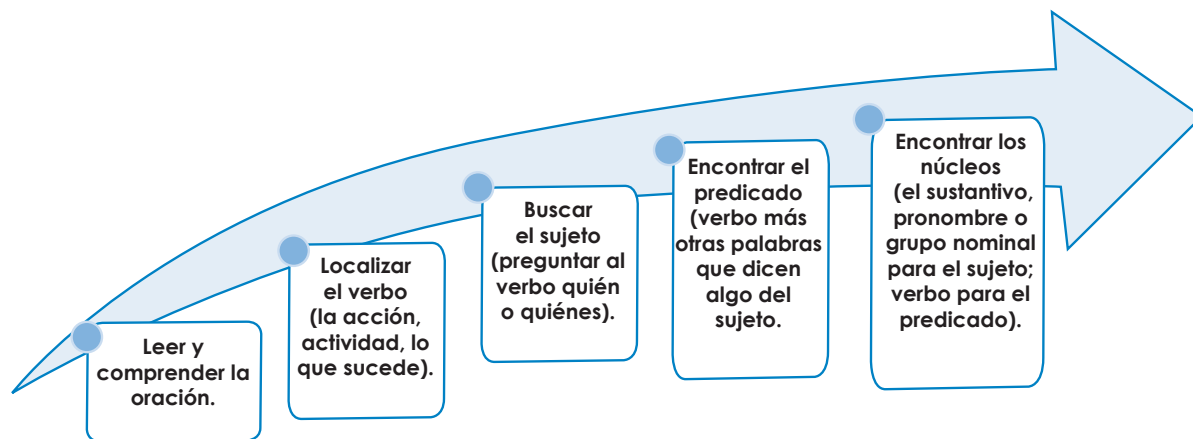 Leer y
comprender la
oración.
Localizar
el verbo
(la acción,
actividad, lo
que sucede).
Buscar
el sujeto
(preguntar al
verbo quién
o quiénes).
Encontrar el
predicado
(verbo más
otras palabras
que dicen
algo del
sujeto.
Encontrar los
núcleos
(el sustantivo,
pronombre o
grupo nominal
para el sujeto;
verbo para el
predicado).